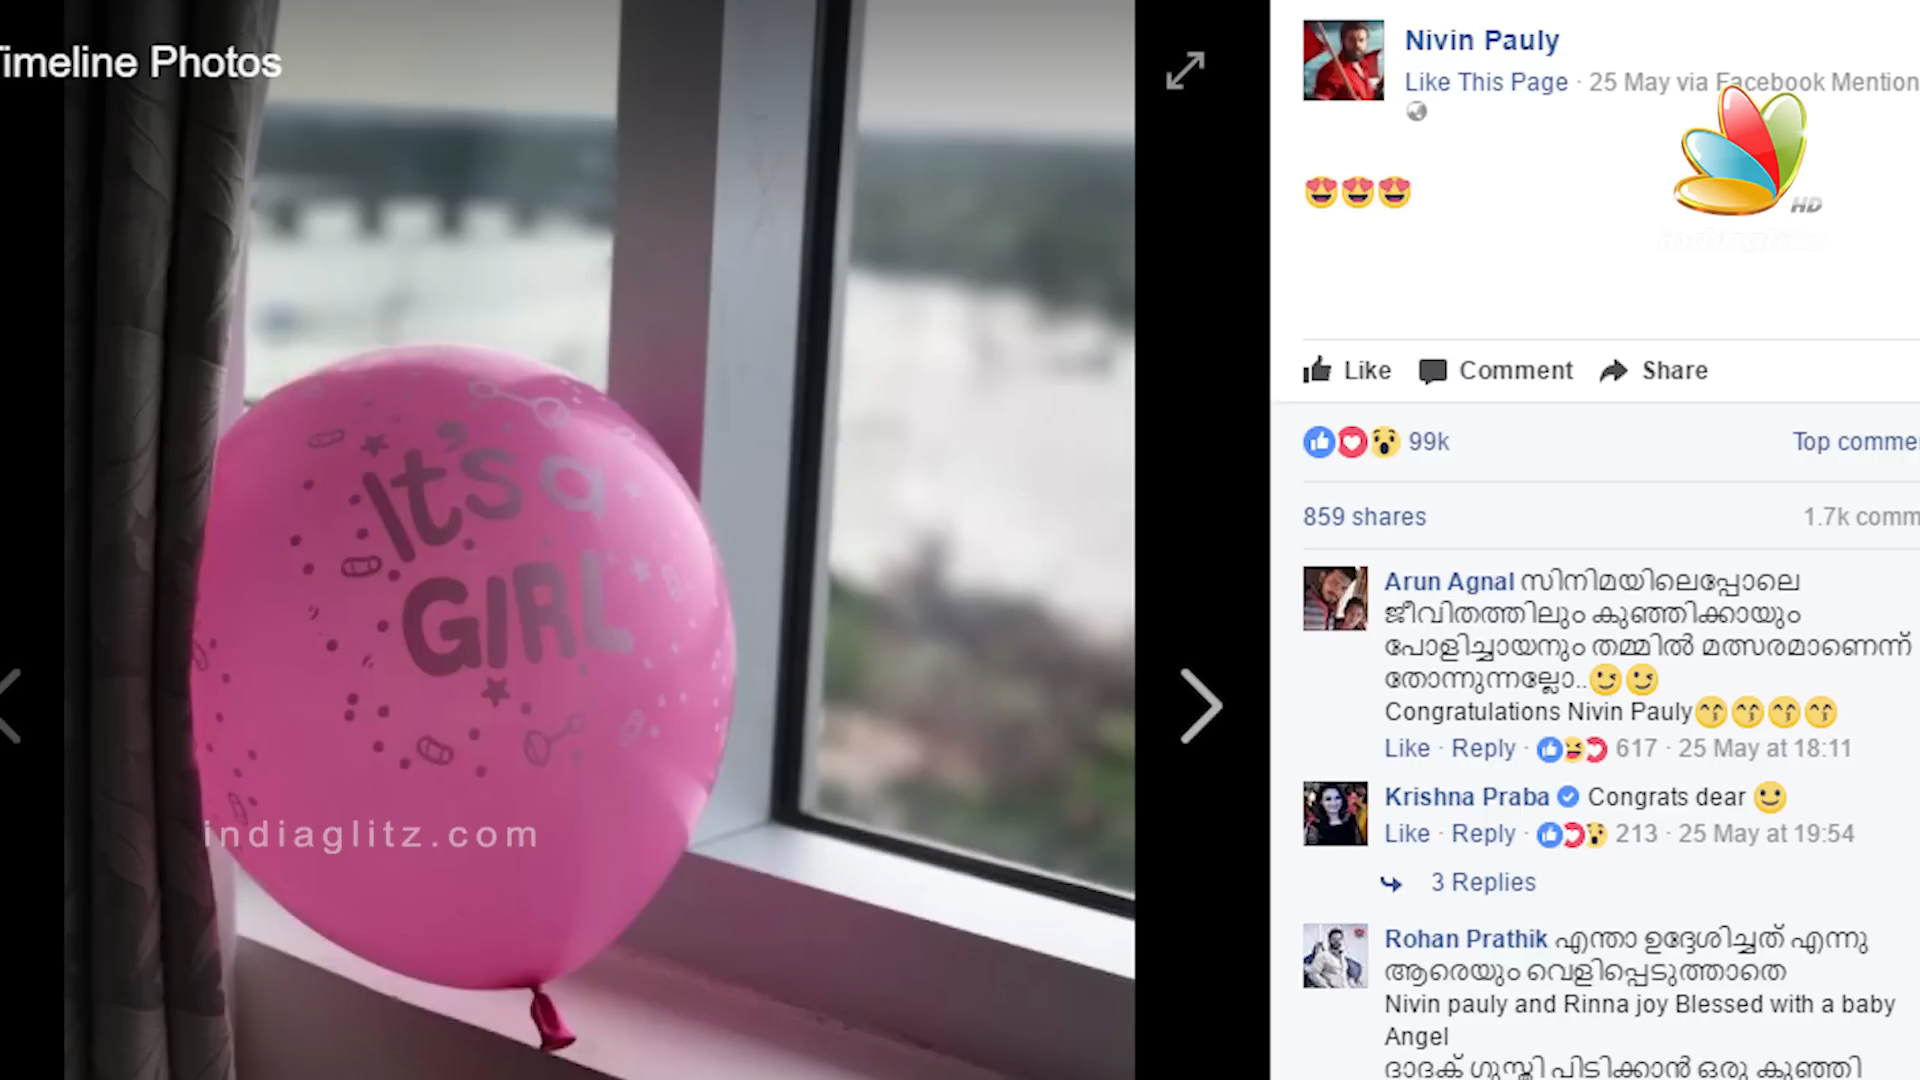 Timeline Photos
It's a
GIRL
indiaglitz.com
Nivin Pauly
Like This Page · 25 May via Facebook Mention
HD
indiaglitz
Like Comment Share
99k Top comme
859 shares 1.7k comm
Arun Agnal സിനിമയിലെപ്പോലെ
ജീവിതത്തിലും കുഞ്ഞിക്കായും
പോളിച്ചായനും തമ്മിൽ മത്സരമാണെന്ന്
തോന്നുന്നല്ലോ..😉😉
Congratulations Nivin Pauly😙😙😙😙
Like · Reply · 617 · 25 May at 18:11
Krishna Praba Congrats dear 🙂
Like · Reply · 213 · 25 May at 19:54
3 Replies
Rohan Prathik എന്താ ഉദ്ദേശിച്ചത് എന്നു
ആരെയും വെളിപ്പെടുത്താതെ
Nivin pauly and Rinna joy Blessed with a baby
Angel
ദാദക് ഗുസ്തി പിടിക്കാൻ ഒരു കുഞ്ഞി